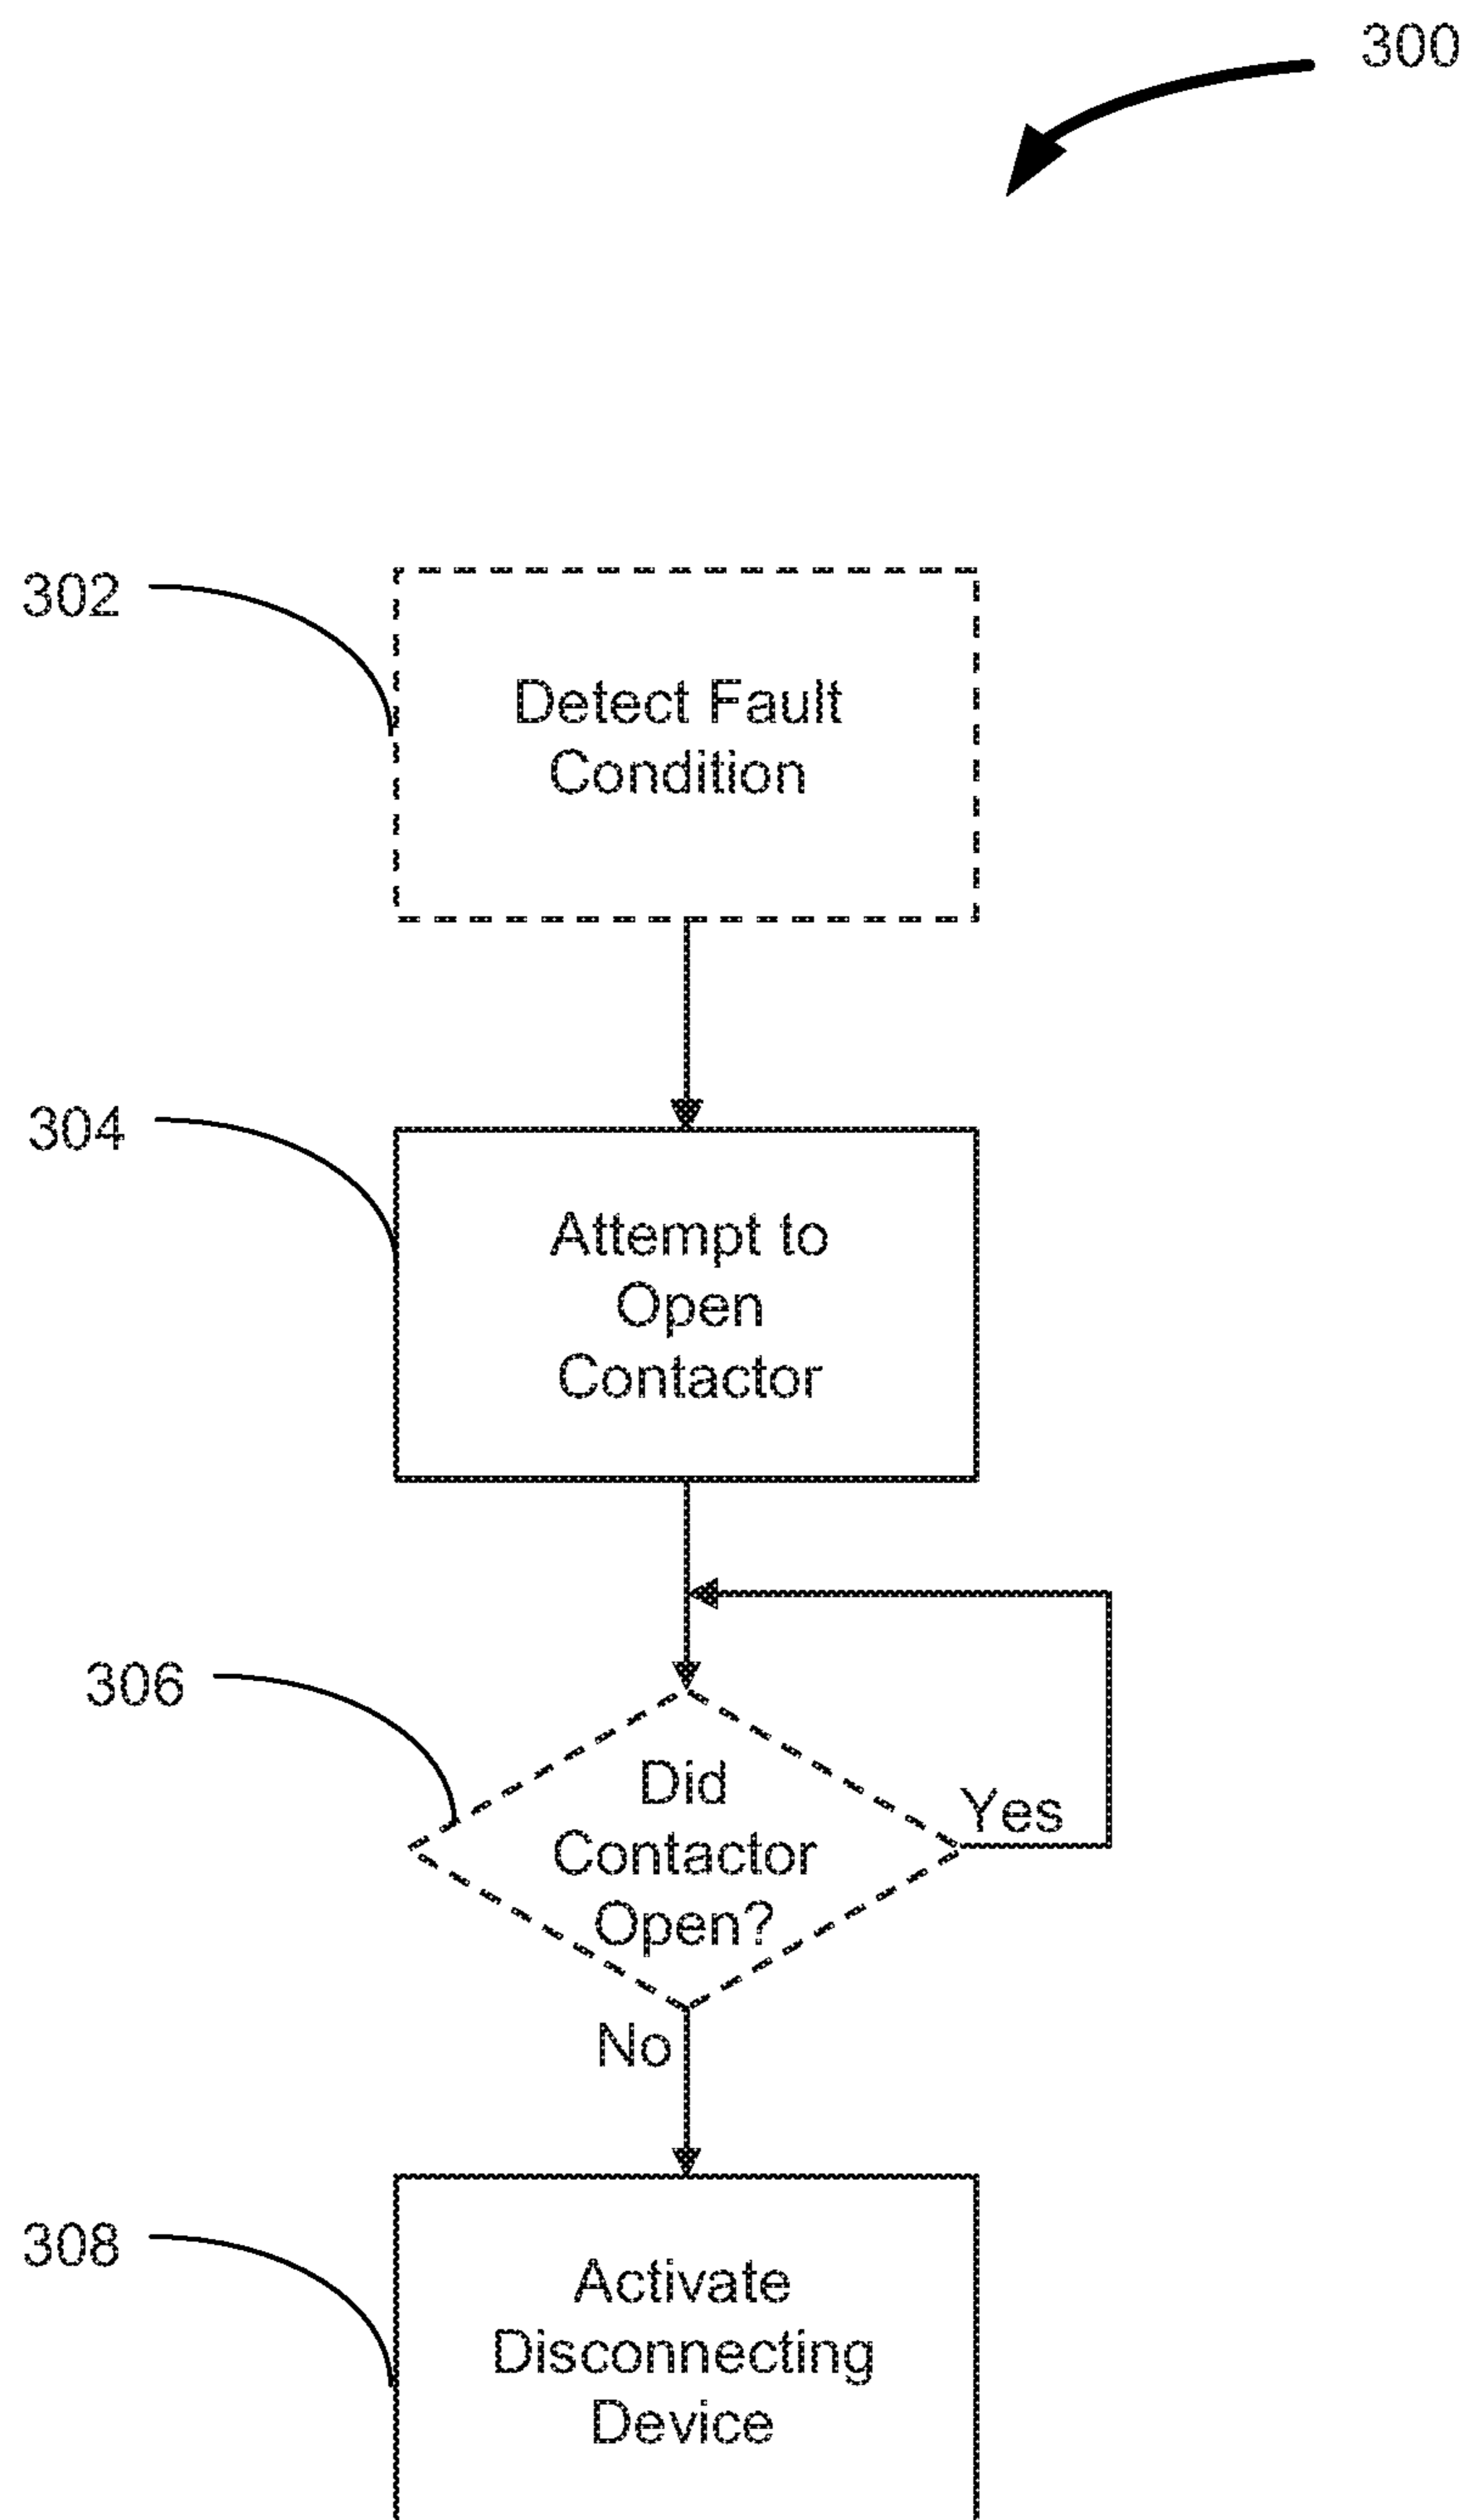 300
302
Detect Fault
Condition
304
Attempt to
Open
Contactor
306
Did
Contactor
Open?
Yes
No
308
Activate
Disconnecting
Device